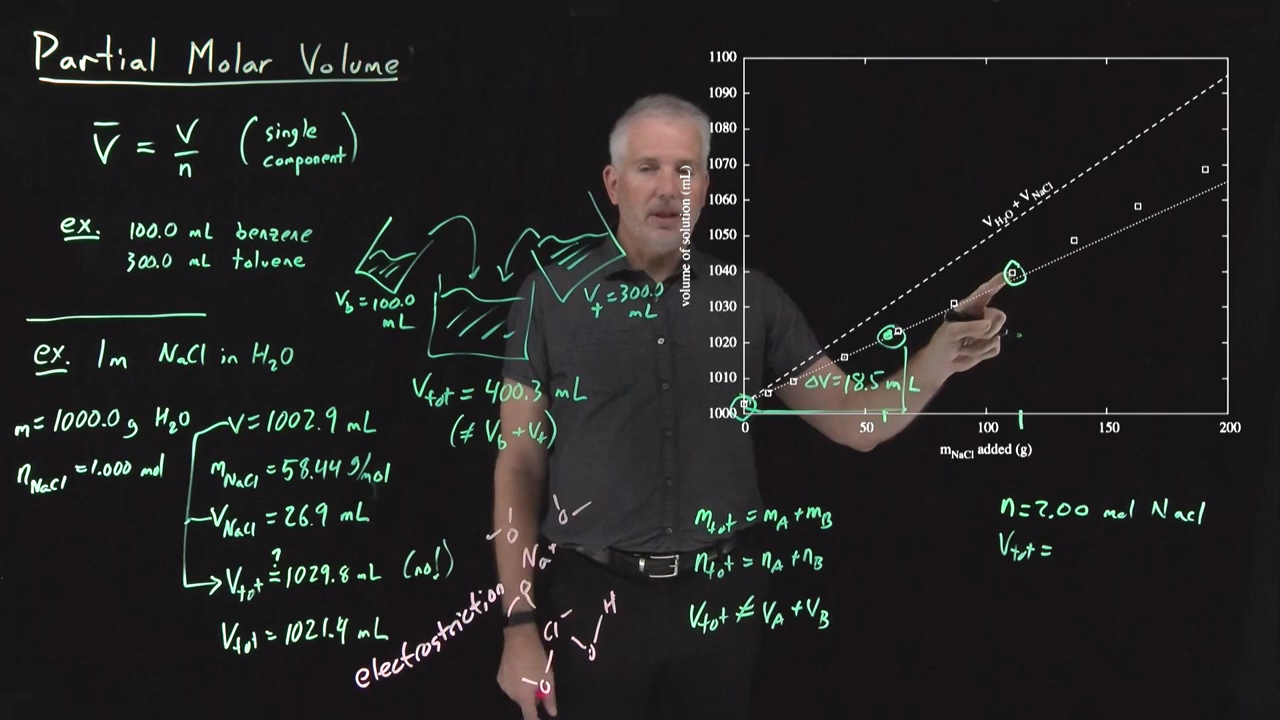 Partial Molar Volume
V̄ = V/n (single component)
ex. 100.0 mL benzene
300.0 mL toluene
V_b = 100.0 mL
V_t = 300.0 mL
V_tot = 400.3 mL
(≠ V_b + V_t)
ex. 1m NaCl in H₂O
m = 1000.0 g H₂O
n_NaCl = 1.000 mol
V = 1002.9 mL
m_NaCl = 58.44 g/mol
V_NaCl = 26.9 mL
V_tot ≟ 1029.8 mL (no!)
V_tot = 1021.4 mL
electrostriction
O
O
Na⁺
O
Cl⁻
H
O
O
m_tot = m_A + m_B
n_tot = n_A + n_B
V_tot ≠ V_A + V_B
n = 2.00 mol NaCl
V_tot =
1100
1090
1080
1070
1060
1050
1040
1030
1020
1010
1000
volume of solution (mL)
V_H₂O + V_NaCl
ΔV = 18.5 mL
0 50 100 150 200
m_NaCl added (g)